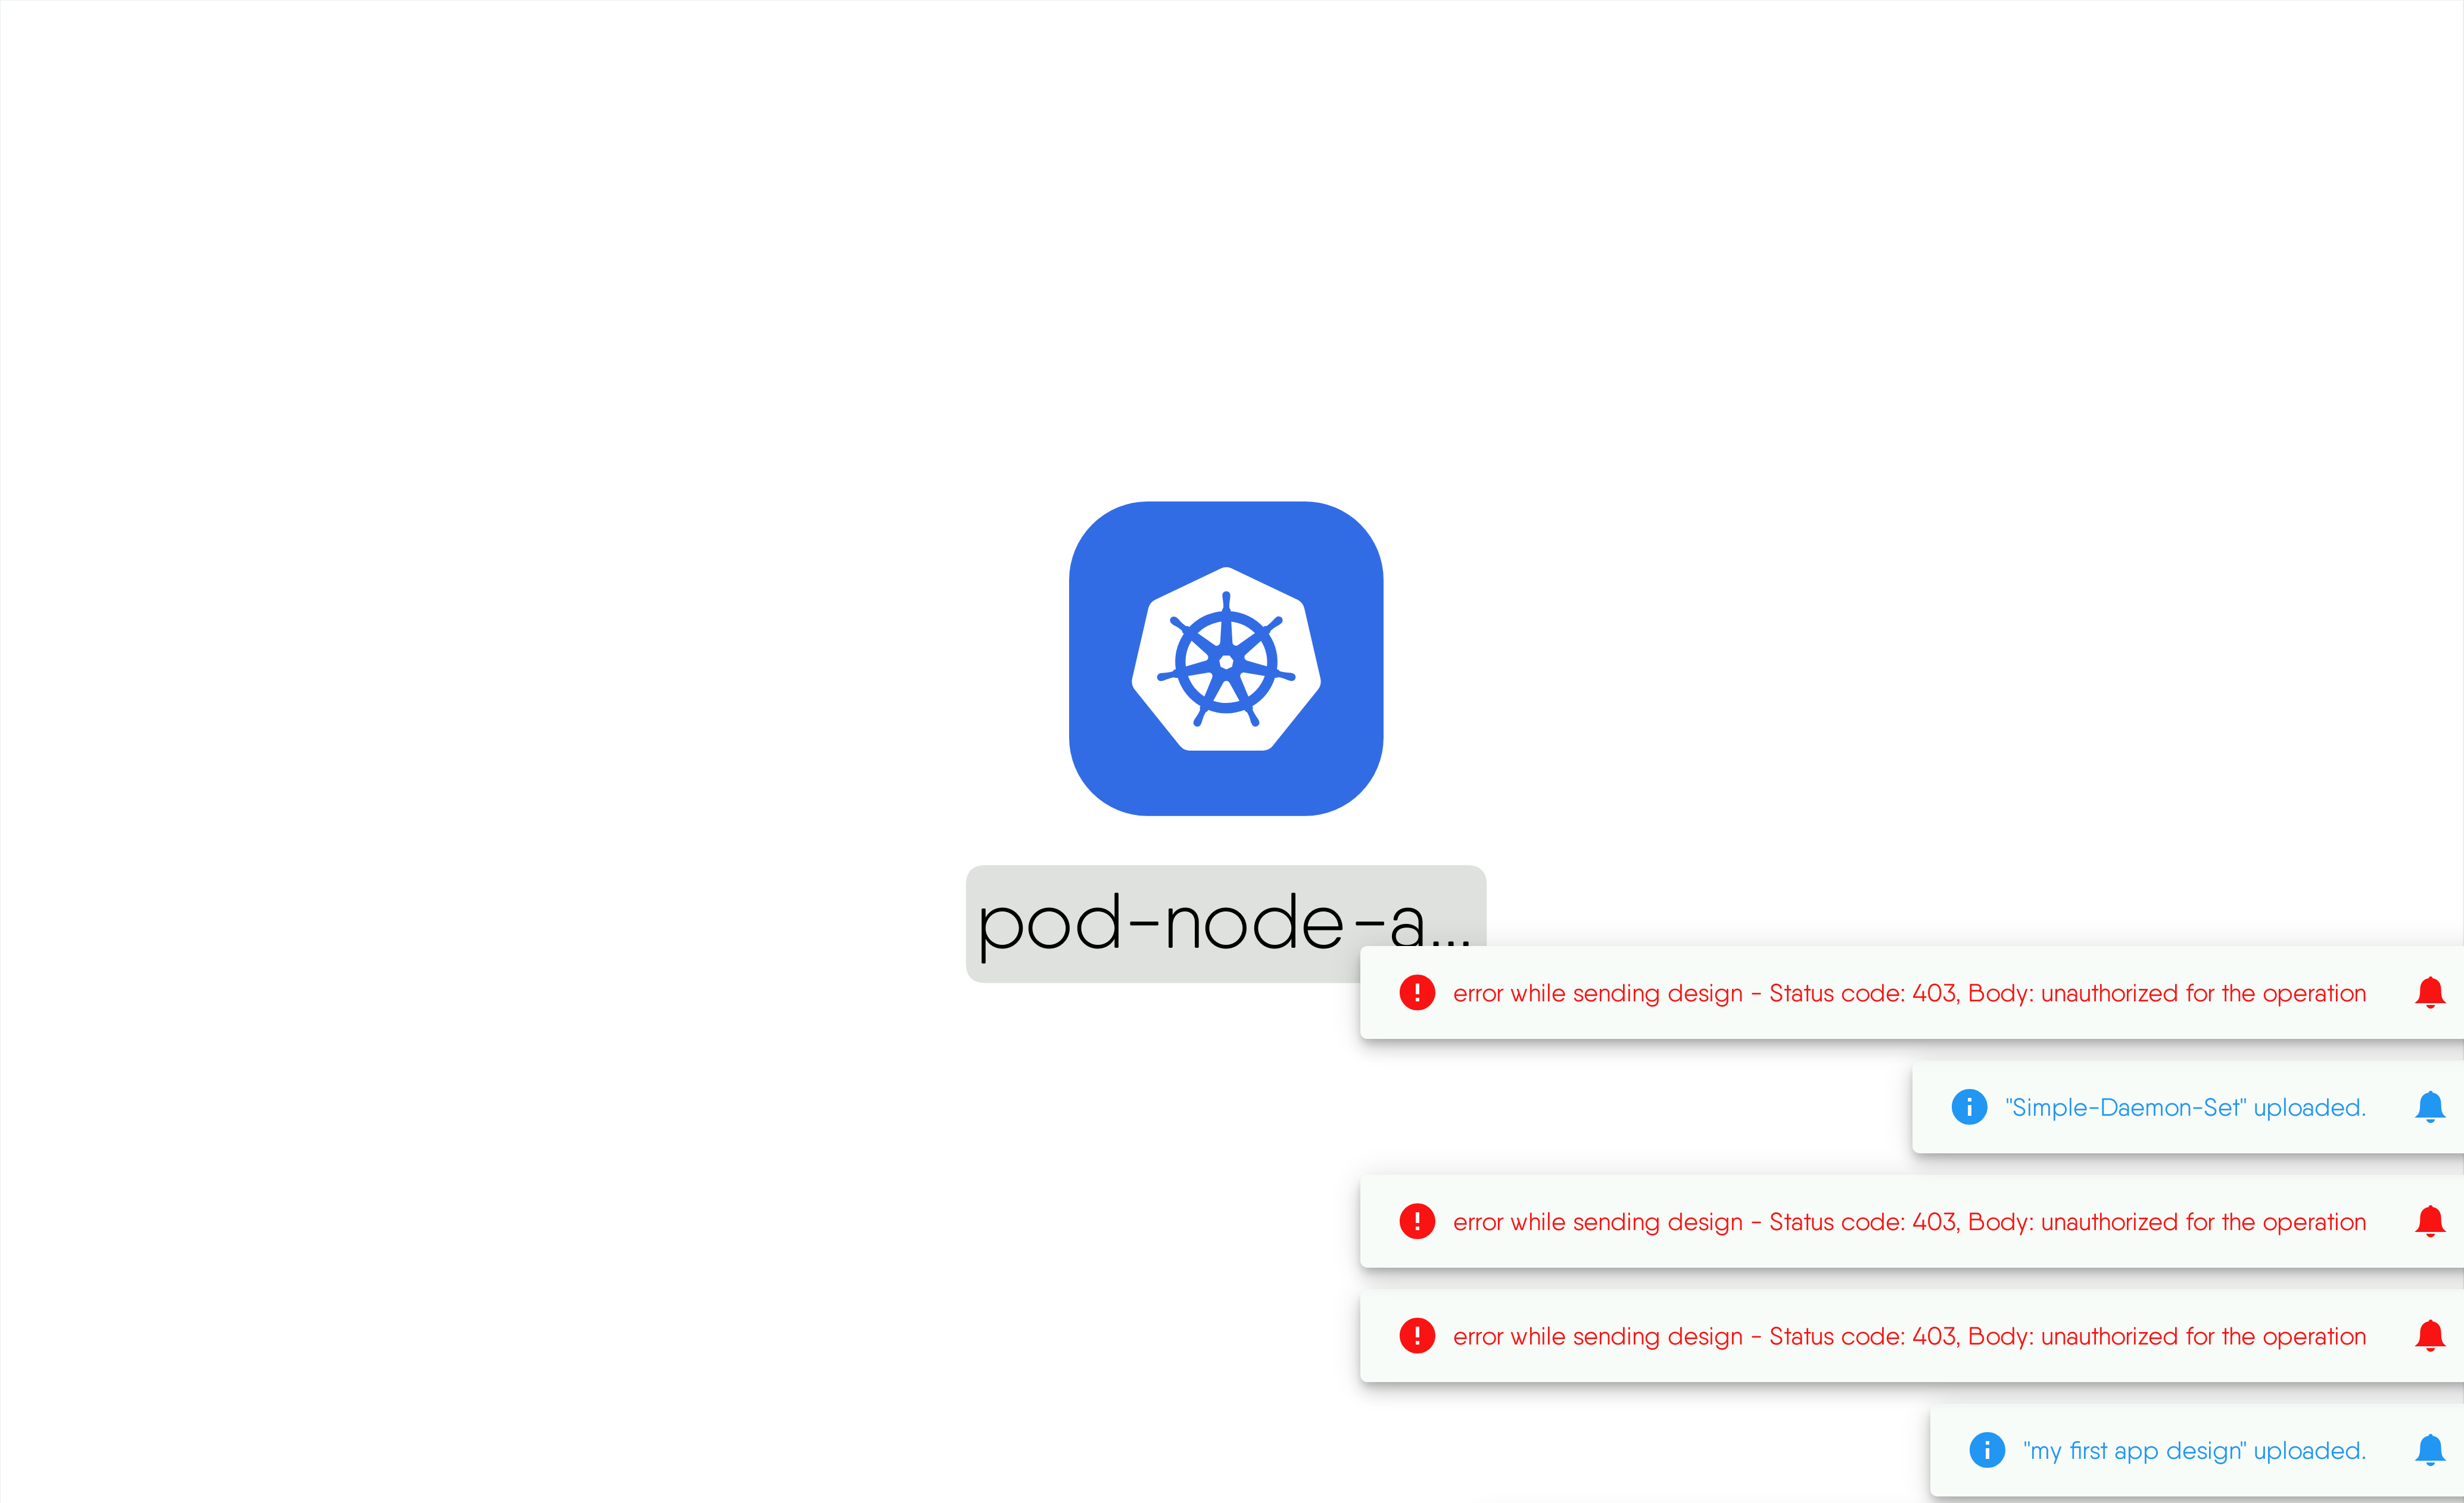 pod-node-a...
error while sending design - Status code: 403, Body: unauthorized for the operation
"Simple-Daemon-Set" uploaded.
error while sending design - Status code: 403, Body: unauthorized for the operation
error while sending design - Status code: 403, Body: unauthorized for the operation
"my first app design" uploaded.